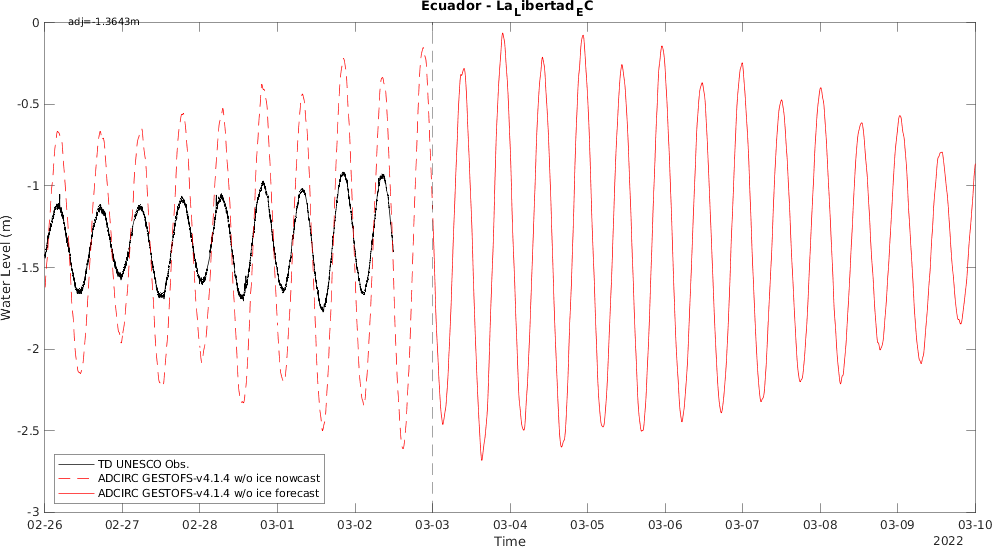 Ecuador - LaLibertadEC
adj=-1.3643m
0
-0.5
-1
-1.5
-2
-2.5
-3
Water Level (m)
TD UNESCO Obs.
ADCIRC GESTOFS-v4.1.4 w/o ice nowcast
ADCIRC GESTOFS-v4.1.4 w/o ice forecast
02-26 02-27 02-28 03-01 03-02 03-03 03-04 03-05 03-06 03-07 03-08 03-09 03-10
Time
2022